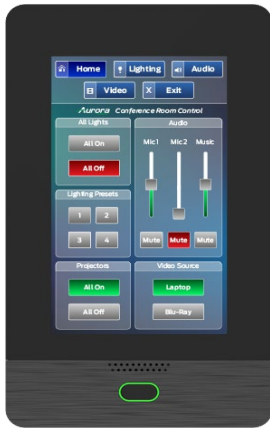 Home Lighting Audio
Video X Exit
Aurora Conference Room Control
All Lights
All On
All Off
Lighting Presets
1 2
3 4
Audio
Mic1 Mic2 Music
Mute Mute Mute
Projectors
All On
All Off
Video Source
Laptop
Blu-Ray